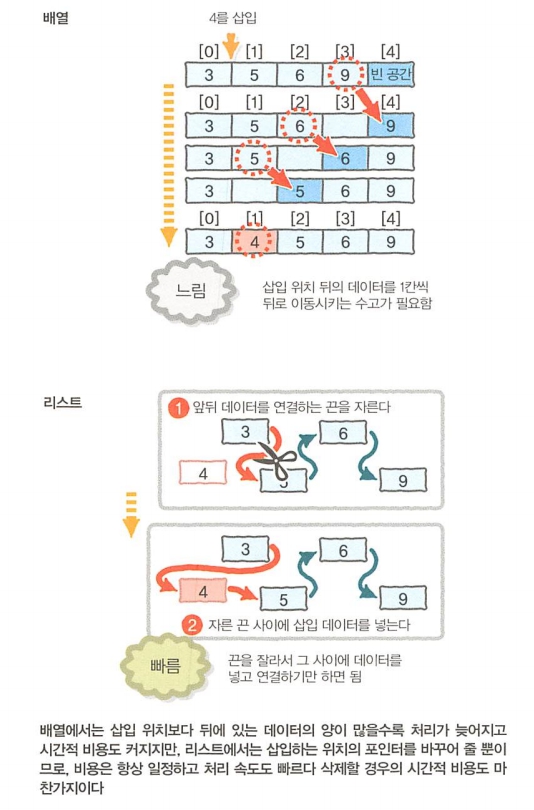 배열
4를 삽입
[0] [1] [2] [3] [4]
3 5 6 9 빈 공간
[0] [1] [2] [3] [4]
3 5 6 9
3 5 6 9
3 5 6 9
[0] [1] [2] [3] [4]
3 4 5 6 9
느림
삽입 위치 뒤의 데이터를 1칸씩
뒤로 이동시키는 수고가 필요함
리스트
1 앞뒤 데이터를 연결하는 끈을 자른다
3 6
4 5 9
3 6
4 5 9
2 자른 끈 사이에 삽입 데이터를 넣는다
빠름
끈을 잘라서 그 사이에 데이터를
넣고 연결하기만 하면 됨
배열에서는 삽입 위치보다 뒤에 있는 데이터의 양이 많을수록 처리가 늦어지고
시간적 비용도 커지지만, 리스트에서는 삽입하는 위치의 포인터를 바꾸어 줄 뿐이
므로, 비용은 항상 일정하고 처리 속도도 빠르다 삭제할 경우의 시간적 비용도 마
찬가지이다